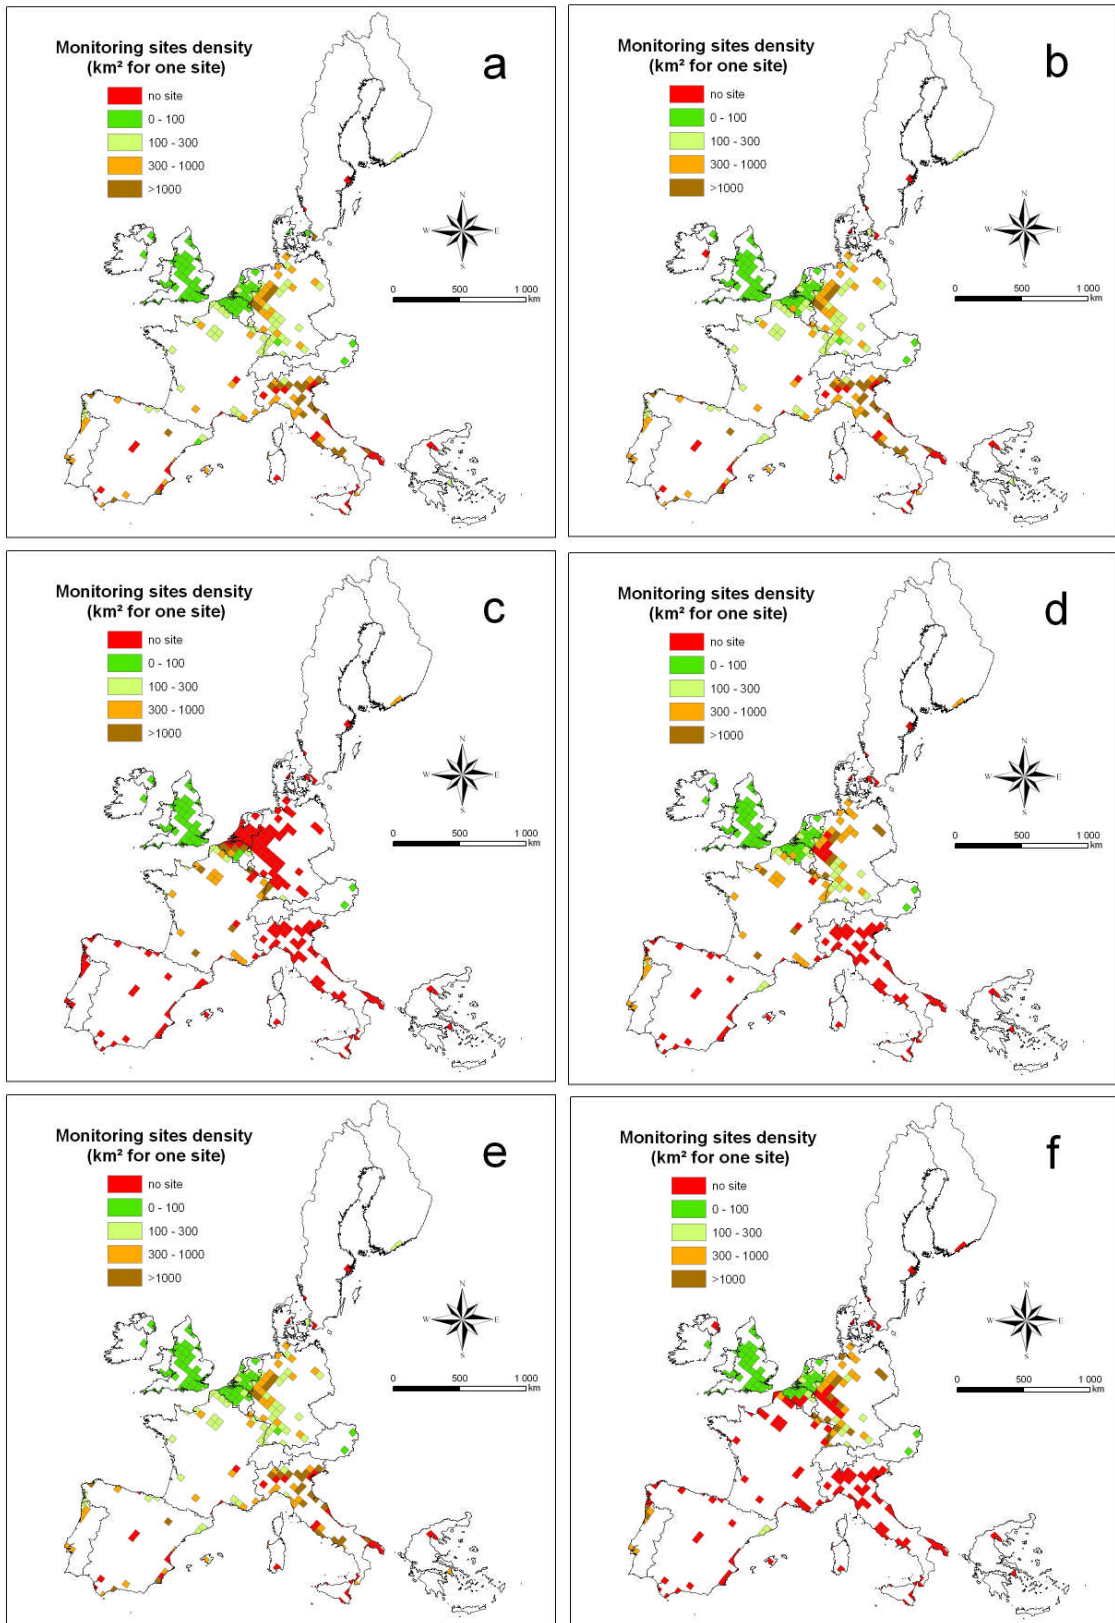 Monitoring sites density
(km² for one site)
a
no site
0 - 100
100 - 300
300 - 1000
>1000
N
W
E
S
0
500
1 000
km
Monitoring sites density
(km² for one site)
b
no site
0 - 100
100 - 300
300 - 1000
>1000
N
W
E
S
0
500
1 000
km
Monitoring sites density
(km² for one site)
c
no site
0 - 100
100 - 300
300 - 1000
>1000
N
W
E
S
0
500
1 000
km
Monitoring sites density
(km² for one site)
d
no site
0 - 100
100 - 300
300 - 1000
>1000
N
W
E
S
0
500
1 000
km
Monitoring sites density
(km² for one site)
e
no site
0 - 100
100 - 300
300 - 1000
>1000
N
W
E
S
0
500
1 000
km
Monitoring sites density
(km² for one site)
f
no site
0 - 100
100 - 300
300 - 1000
>1000
N
W
E
S
0
500
1 000
km